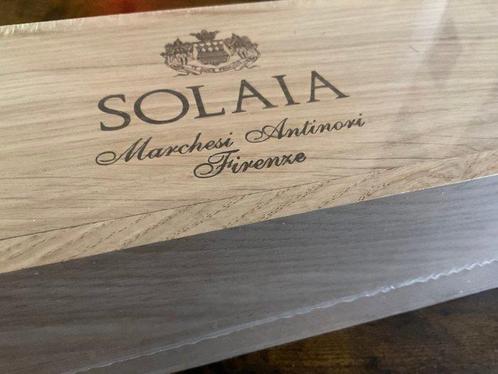 SOLAIA
Marchesi Antinori
Firenze